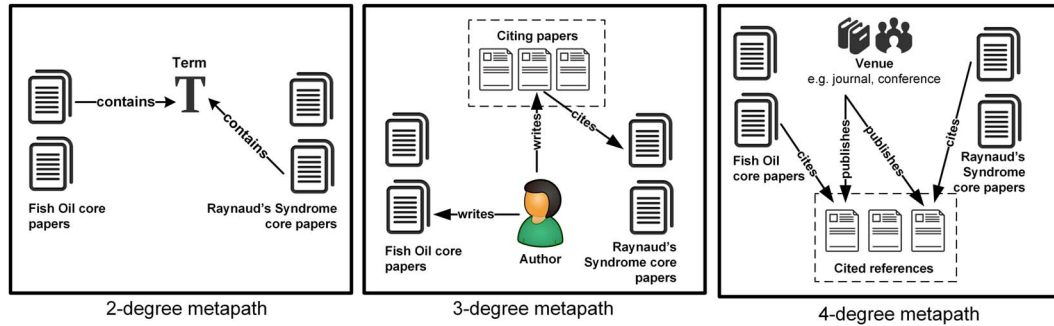 Term
T
contains
contains
Fish Oil core
papers
Raynaud's Syndrome
core papers
2-degree metapath
Citing papers
writes
cites
writes
Fish Oil core
papers
Author
Raynaud's
Syndrome core
papers
3-degree metapath
Venue
e.g. journal, conference
Fish Oil
core papers
cites
publishes
publishes
cites
Raynaud's
Syndrome
core papers
Cited references
4-degree metapath